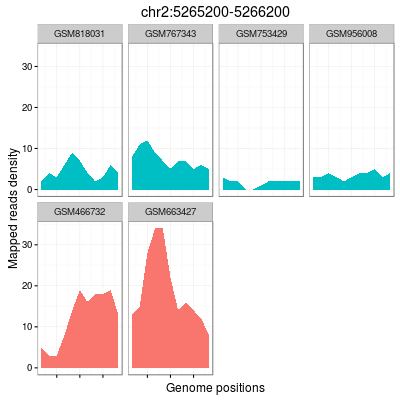 chr2:5265200-5266200
GSM818031 GSM767343 GSM753429 GSM956008
30
20
10
0
Mapped reads density
GSM466732 GSM663427
30
20
10
0
Genome positions